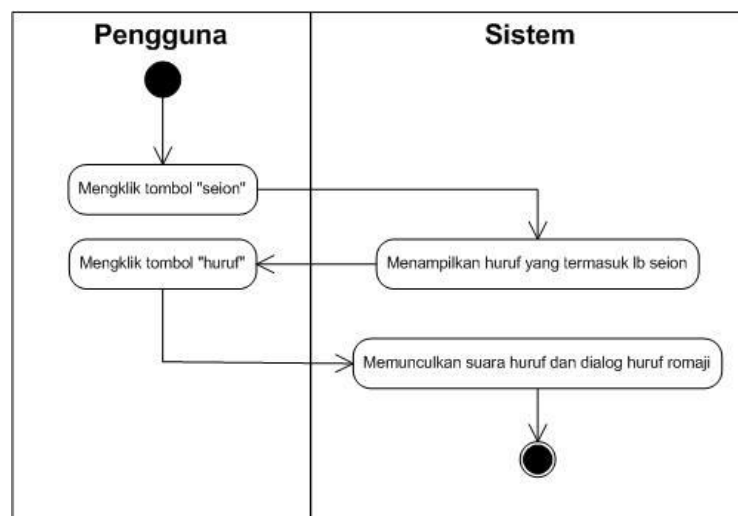 Pengguna
Sistem
Mengklik tombol "seion"
Mengklik tombol "huruf"
Menampilkan huruf yang termasuk lb seion
Memunculkan suara huruf dan dialog huruf romaji